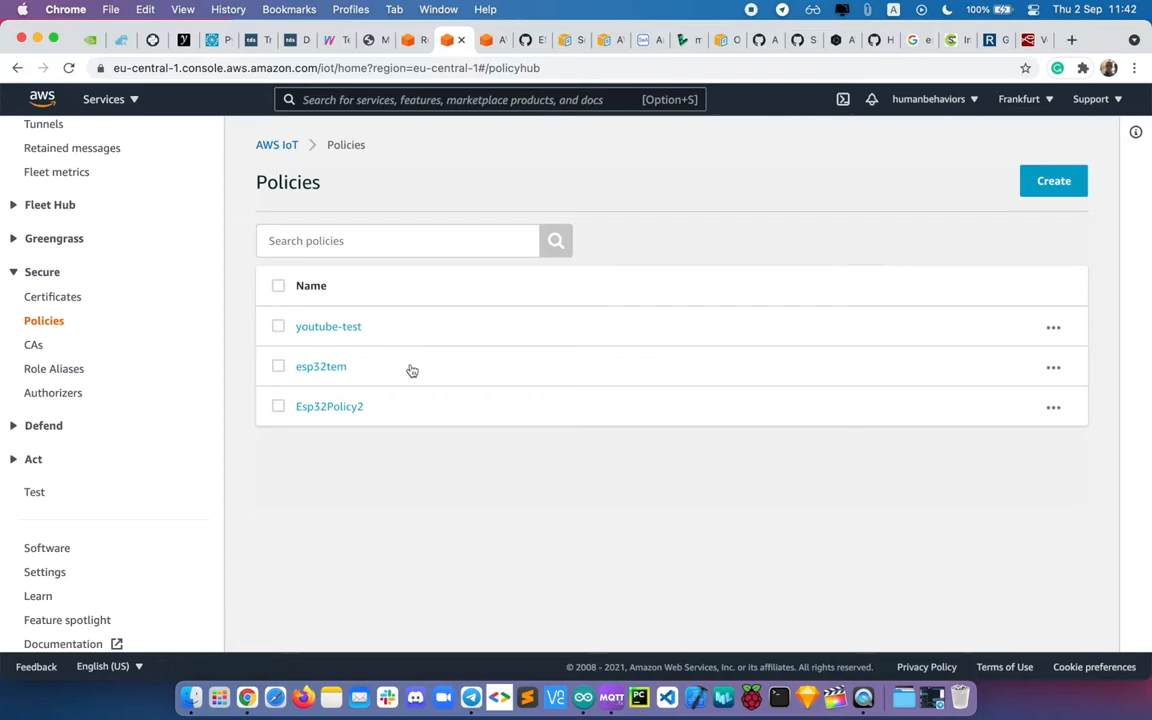 Chrome File Edit View History Bookmarks Profiles Tab Window Help A 100% Thu 2 Sep 11:42
eu-central-1.console.aws.amazon.com/iot/home?region=eu-central-1#/policyhub
aws Services Search for services, features, marketplace products, and docs [Option+S] humanbehaviors Frankfurt Support
Tunnels
Retained messages
Fleet metrics
Fleet Hub
Greengrass
Secure
Certificates
Policies
CAs
Role Aliases
Authorizers
Defend
Act
Test
Software
Settings
Learn
Feature spotlight
Documentation
AWS IoT Policies
Policies
Create
Search policies
Name
youtube-test
esp32tem
Esp32Policy2
Feedback English (US) © 2008 - 2021, Amazon Web Services, Inc. or its affiliates. All rights reserved. Privacy Policy Terms of Use Cookie preferences
MQTT